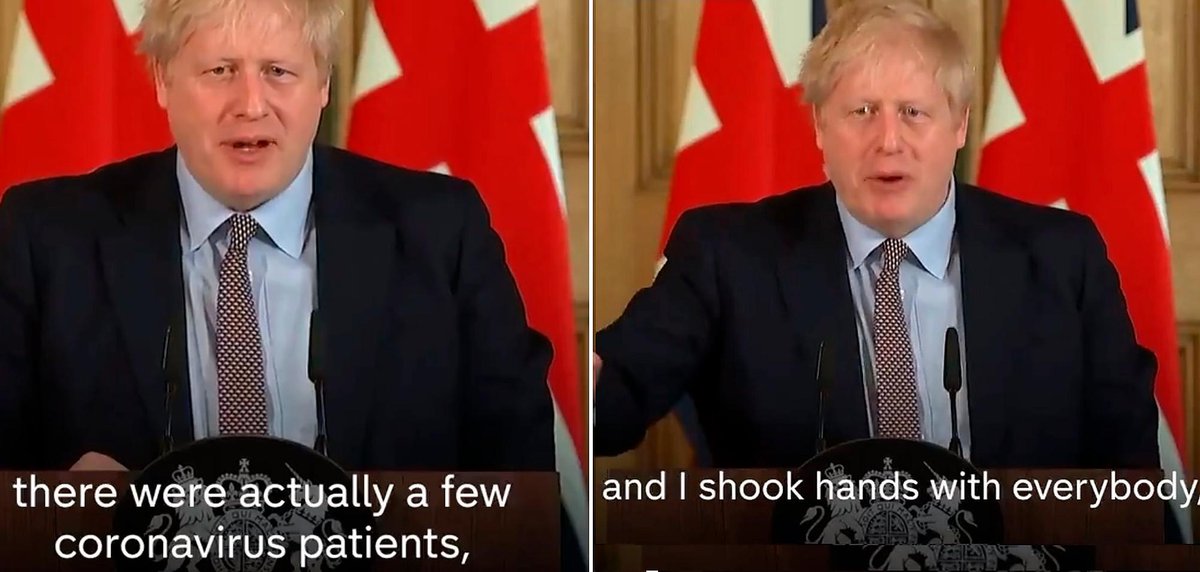 there were actually a few
coronavirus patients,
and I shook hands with everybody,